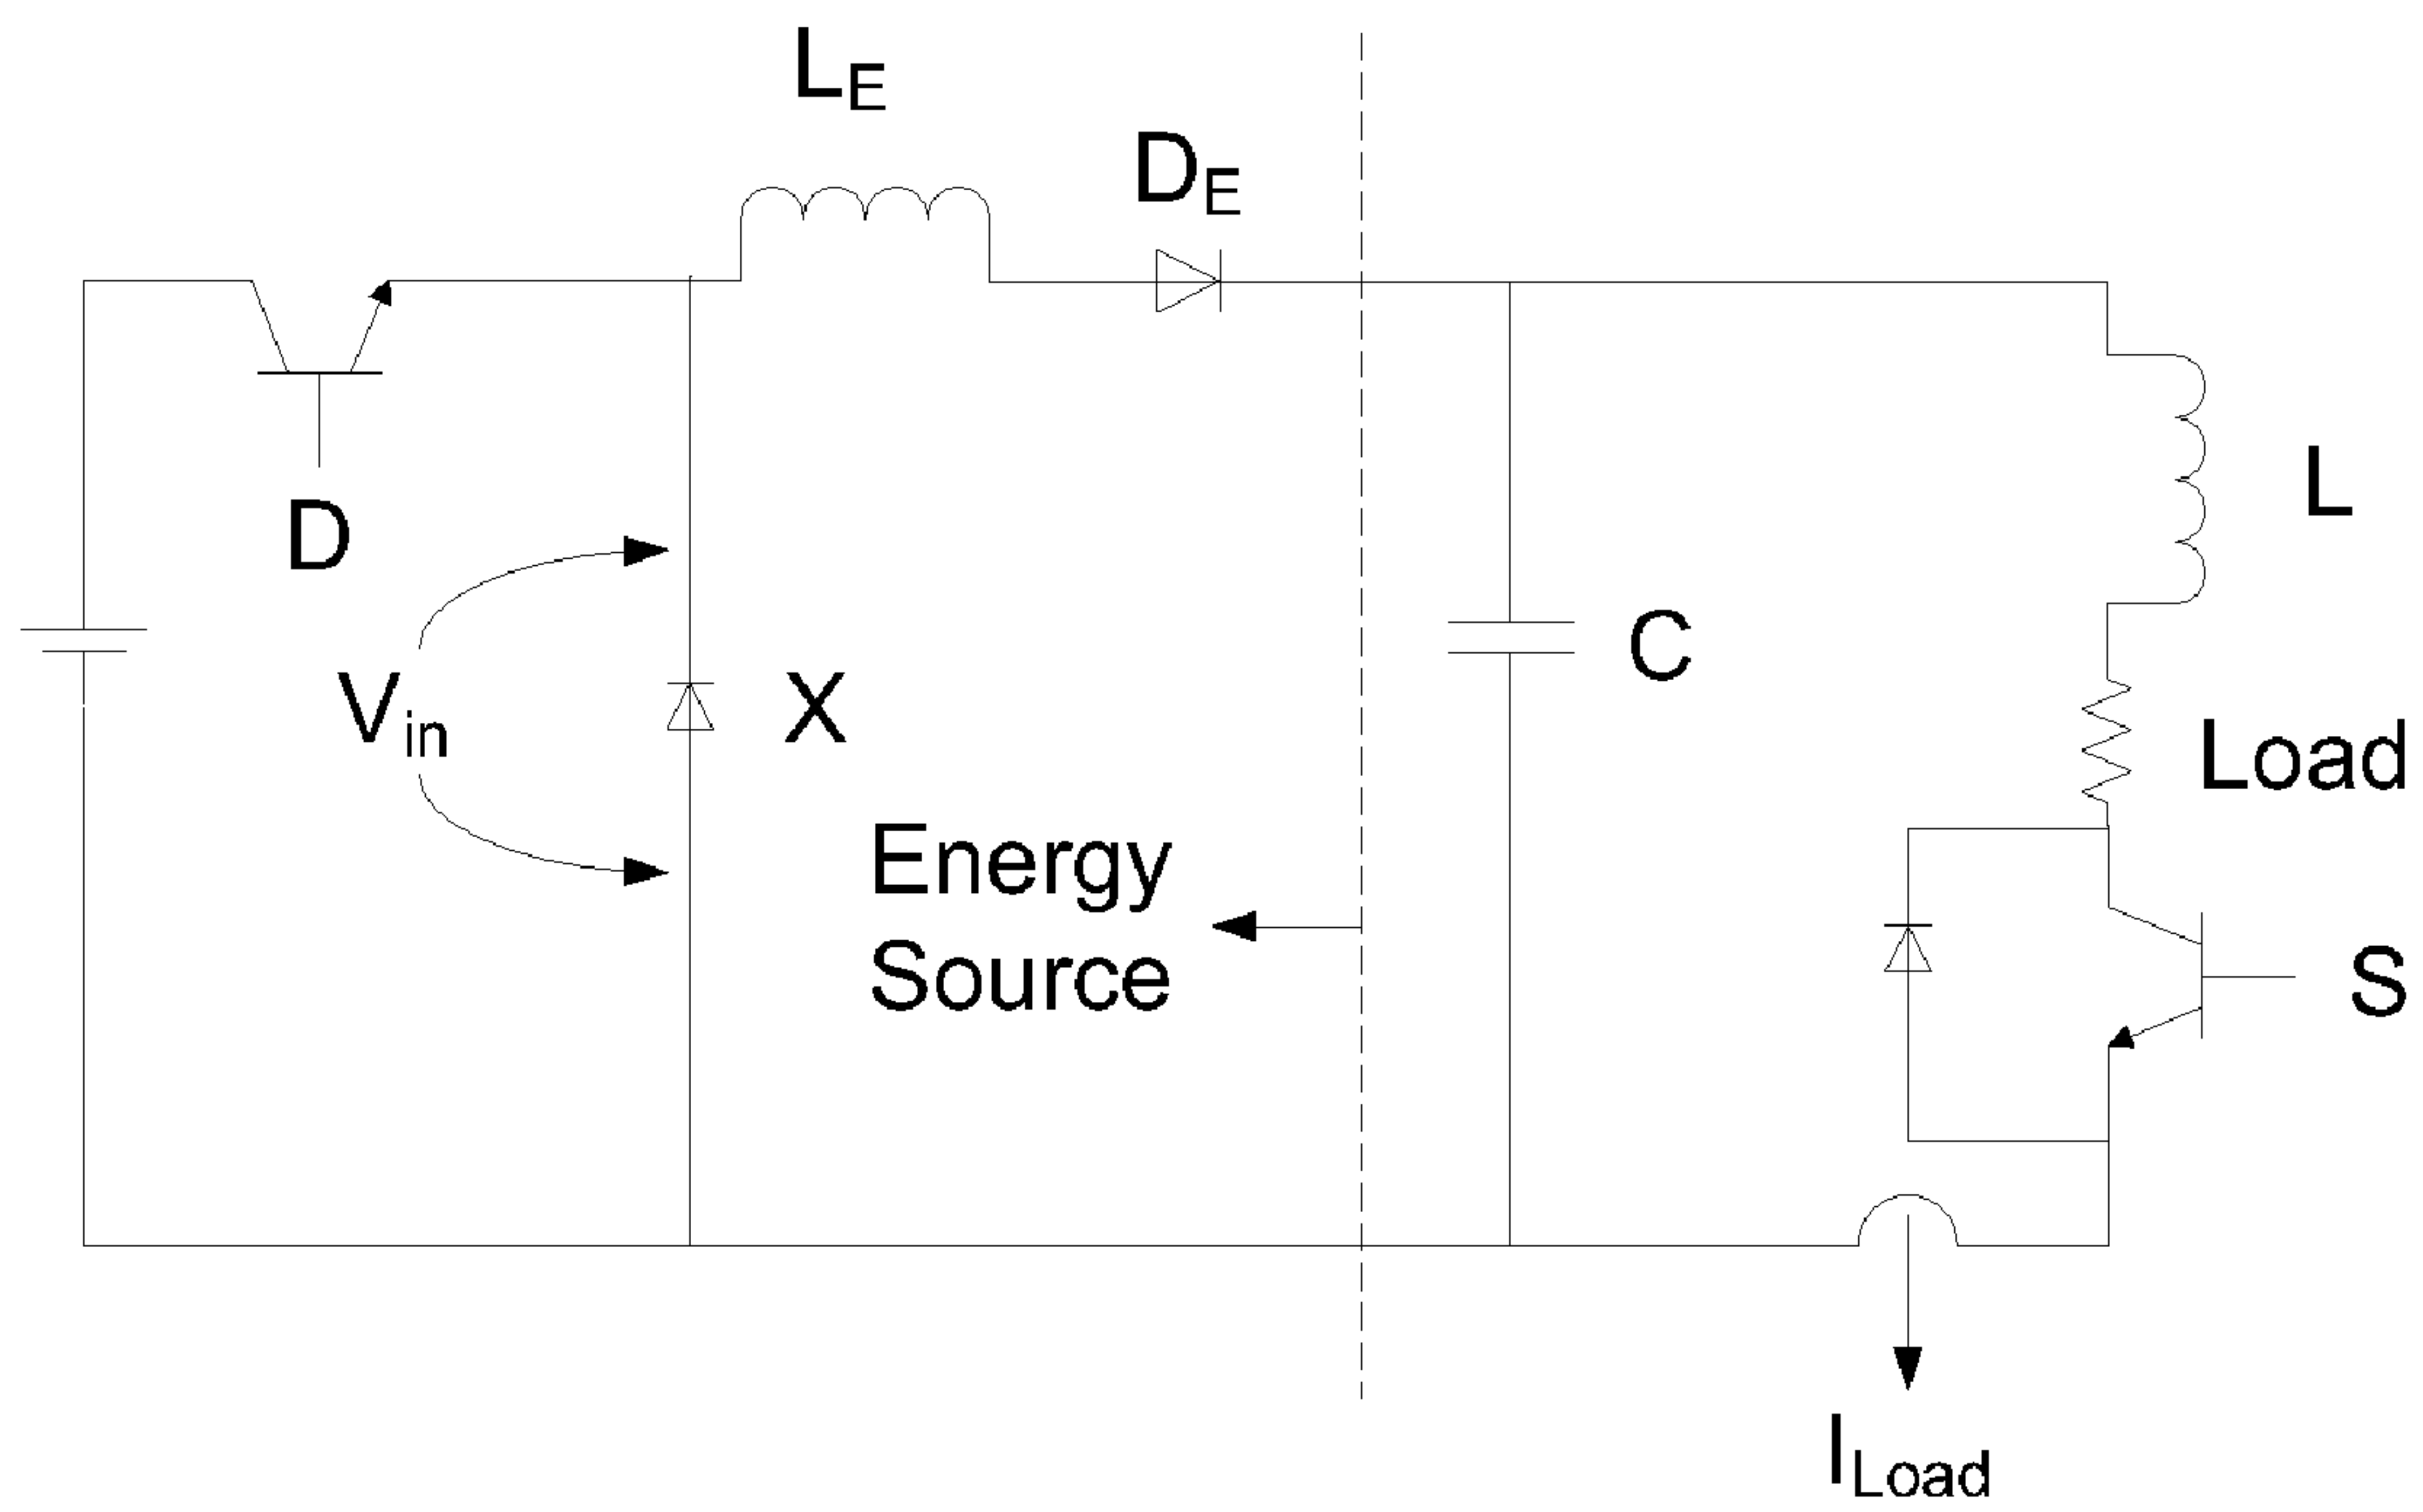 L_E
D_E
D
L
C
V_in
X
Load
Energy
Source
S
I_Load